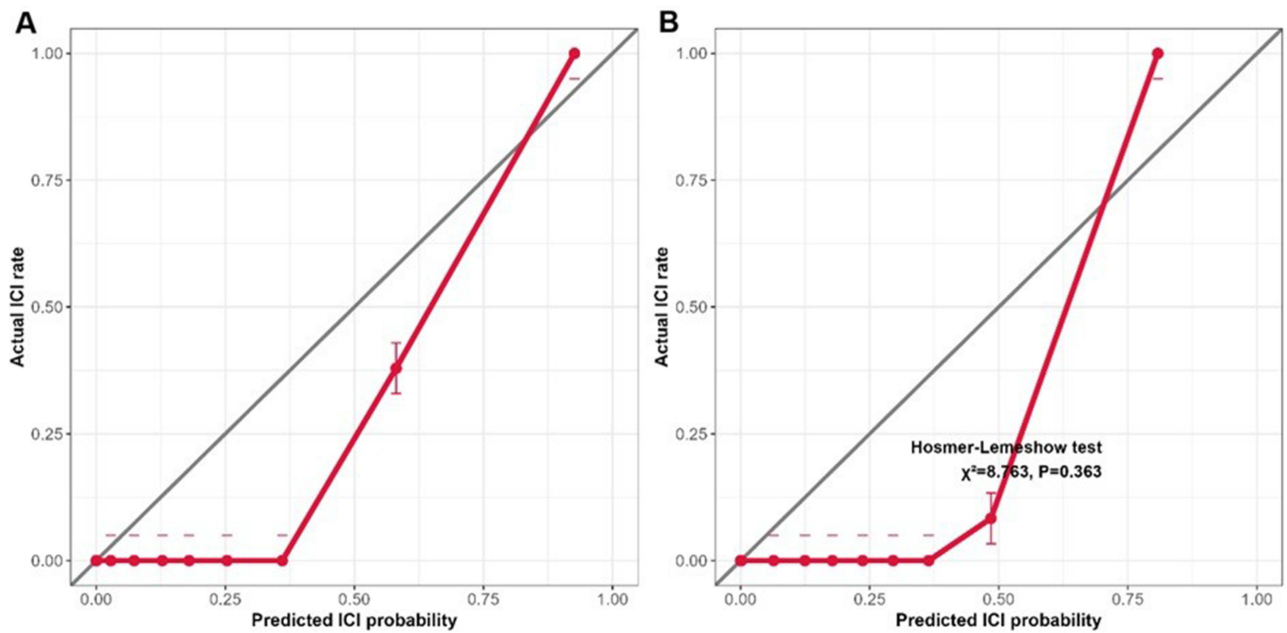 A
1.00
0.75
0.50
0.25
0.00
Actual ICI rate
0.00
0.25
0.50
0.75
1.00
Predicted ICI probability
B
1.00
0.75
0.50
0.25
0.00
Actual ICI rate
Hosmer-Lemeshow test
χ²=8.763, P=0.363
0.00
0.25
0.50
0.75
1.00
Predicted ICI probability